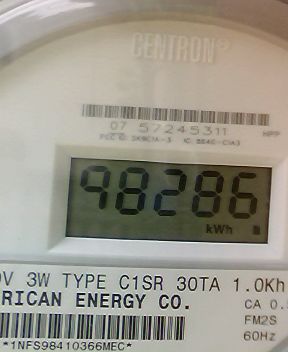 CENTRON®
07 57245311 HPP
98286
kWh
V 3W TYPE C1SR 30TA 1.0Kh
RICAN ENERGY CO.
CA 0.
FM2S
60Hz
*1NFS98410366MEC*